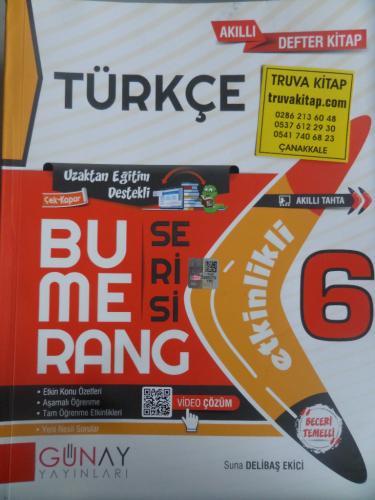 AKILLI
DEFTER KİTAP
TÜRKÇE
TRUVA KİTAP
truvakitap.com
0286 213 60 48
0537 612 29 30
0541 740 68 23
ÇANAKKALE
Uzaktan Eğitim
Destekli
Çek-Kopar
AKILLI TAHTA
BU
ME
RANG
SE
Rİ
Sİ
etkinlikli
6
• Etkin Konu Özetleri
• Aşamalı Öğrenme
• Tam Öğrenme Etkinlikleri
• Yeni Nesil Sorular
VİDEO ÇÖZÜM
BECERİ
TEMELLİ
GÜNAY
YAYINLARI
Suna DELİBAŞ EKİCİ